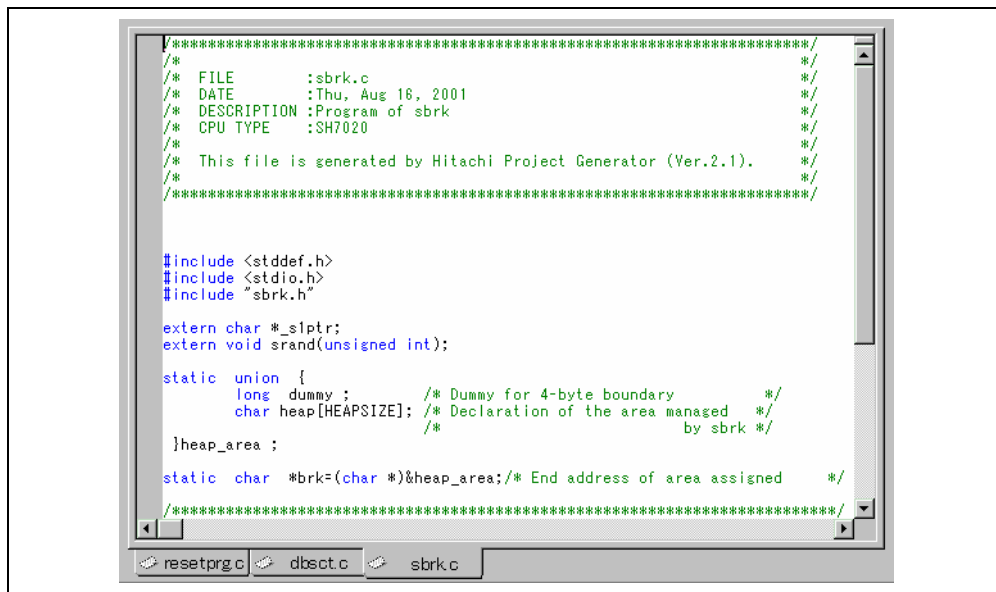 /************************************************************************/
/*                                                                      */
/*  FILE        :sbrk.c                                                 */
/*  DATE        :Thu, Aug 16, 2001                                      */
/*  DESCRIPTION :Program of sbrk                                        */
/*  CPU TYPE    :SH7020                                                 */
/*                                                                      */
/*  This file is generated by Hitachi Project Generator (Ver.2.1).      */
/*                                                                      */
/************************************************************************/
#include <stddef.h>
#include <stdio.h>
#include "sbrk.h"
extern char *_s1ptr;
extern void srand(unsigned int);
static  union  {
        long  dummy ;        /* Dummy for 4-byte boundary          */
        char heap[HEAPSIZE]; /* Declaration of the area managed   */
                             /*                           by sbrk */
 }heap_area ;
static  char  *brk=(char *)&heap_area;/* End address of area assigned     */
/***************************************************************************/
resetprg.c dbsct.c sbrk.c